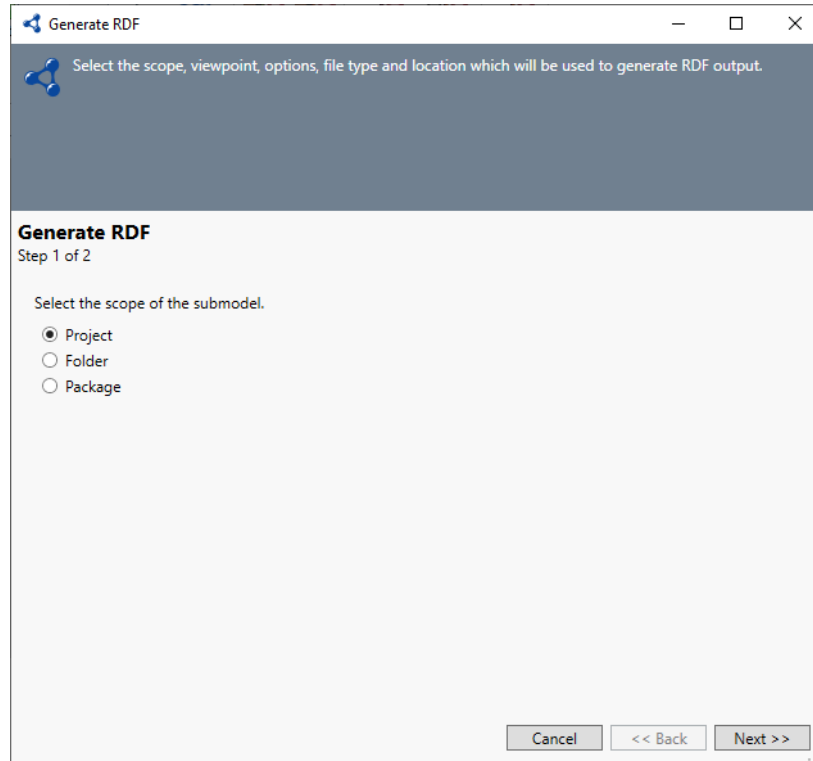 Generate RDF
Select the scope, viewpoint, options, file type and location which will be used to generate RDF output.
Generate RDF
Step 1 of 2
Select the scope of the submodel.
Project
Folder
Package
Cancel << Back Next >>